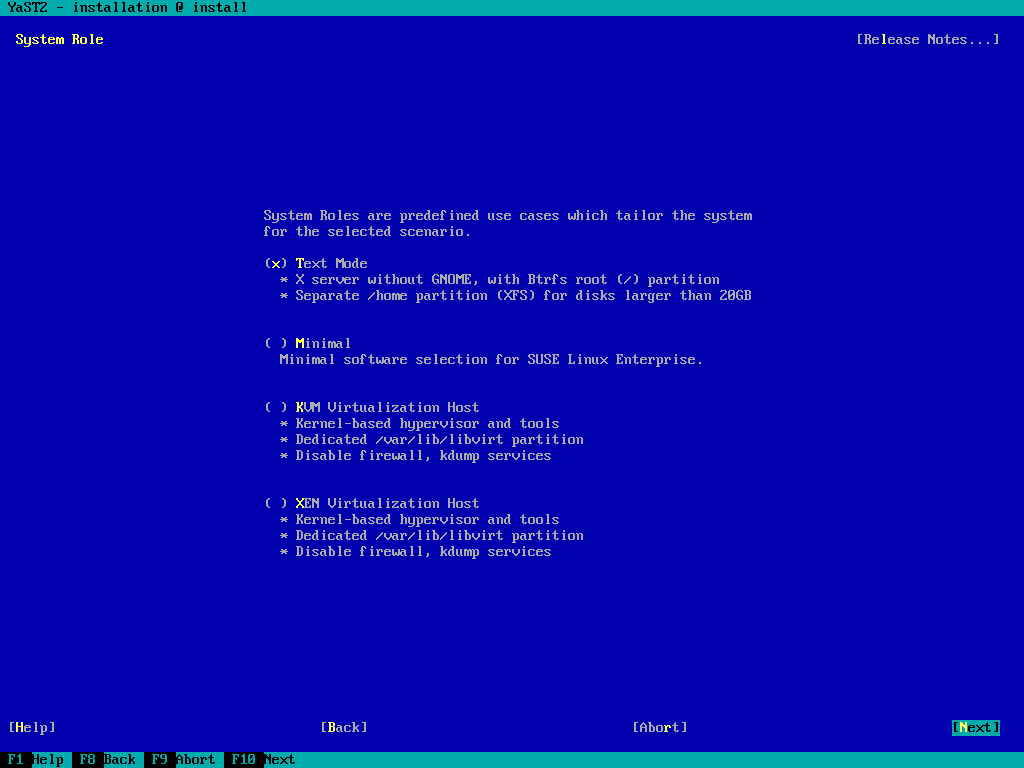 YaST2 - installation @ install
System Role [Release Notes...]
System Roles are predefined use cases which tailor the system
for the selected scenario.
(x) Text Mode
* X server without GNOME, with Btrfs root (/) partition
* Separate /home partition (XFS) for disks larger than 20GB
( ) Minimal
Minimal software selection for SUSE Linux Enterprise.
( ) KVM Virtualization Host
* Kernel-based hypervisor and tools
* Dedicated /var/lib/libvirt partition
* Disable firewall, kdump services
( ) XEN Virtualization Host
* Kernel-based hypervisor and tools
* Dedicated /var/lib/libvirt partition
* Disable firewall, kdump services
[Help] [Back] [Abort] [Next]
F1 Help F8 Back F9 Abort F10 Next